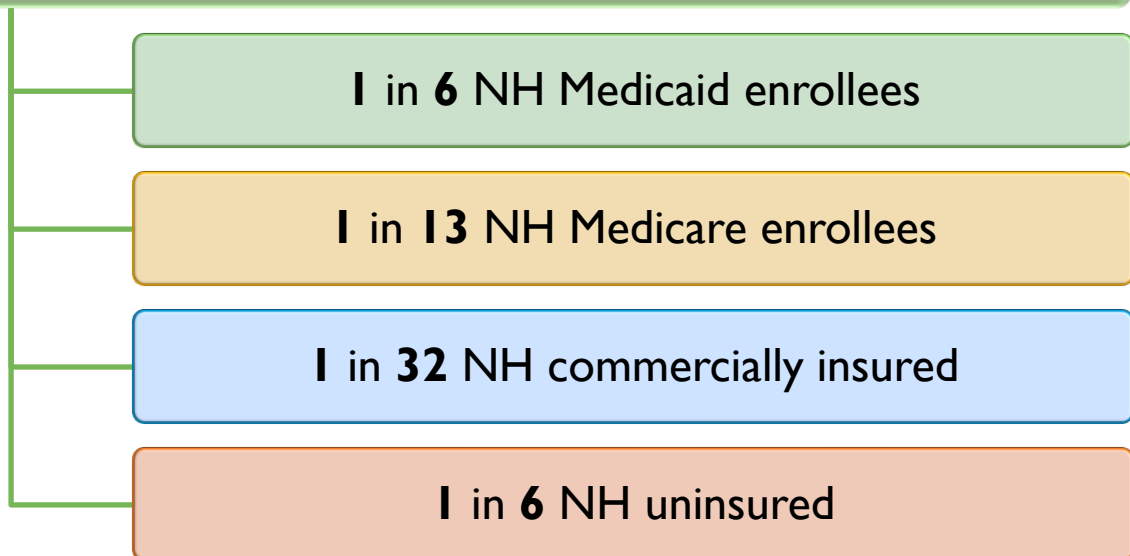 1 in 6 NH Medicaid enrollees
1 in 13 NH Medicare enrollees
1 in 32 NH commercially insured
1 in 6 NH uninsured